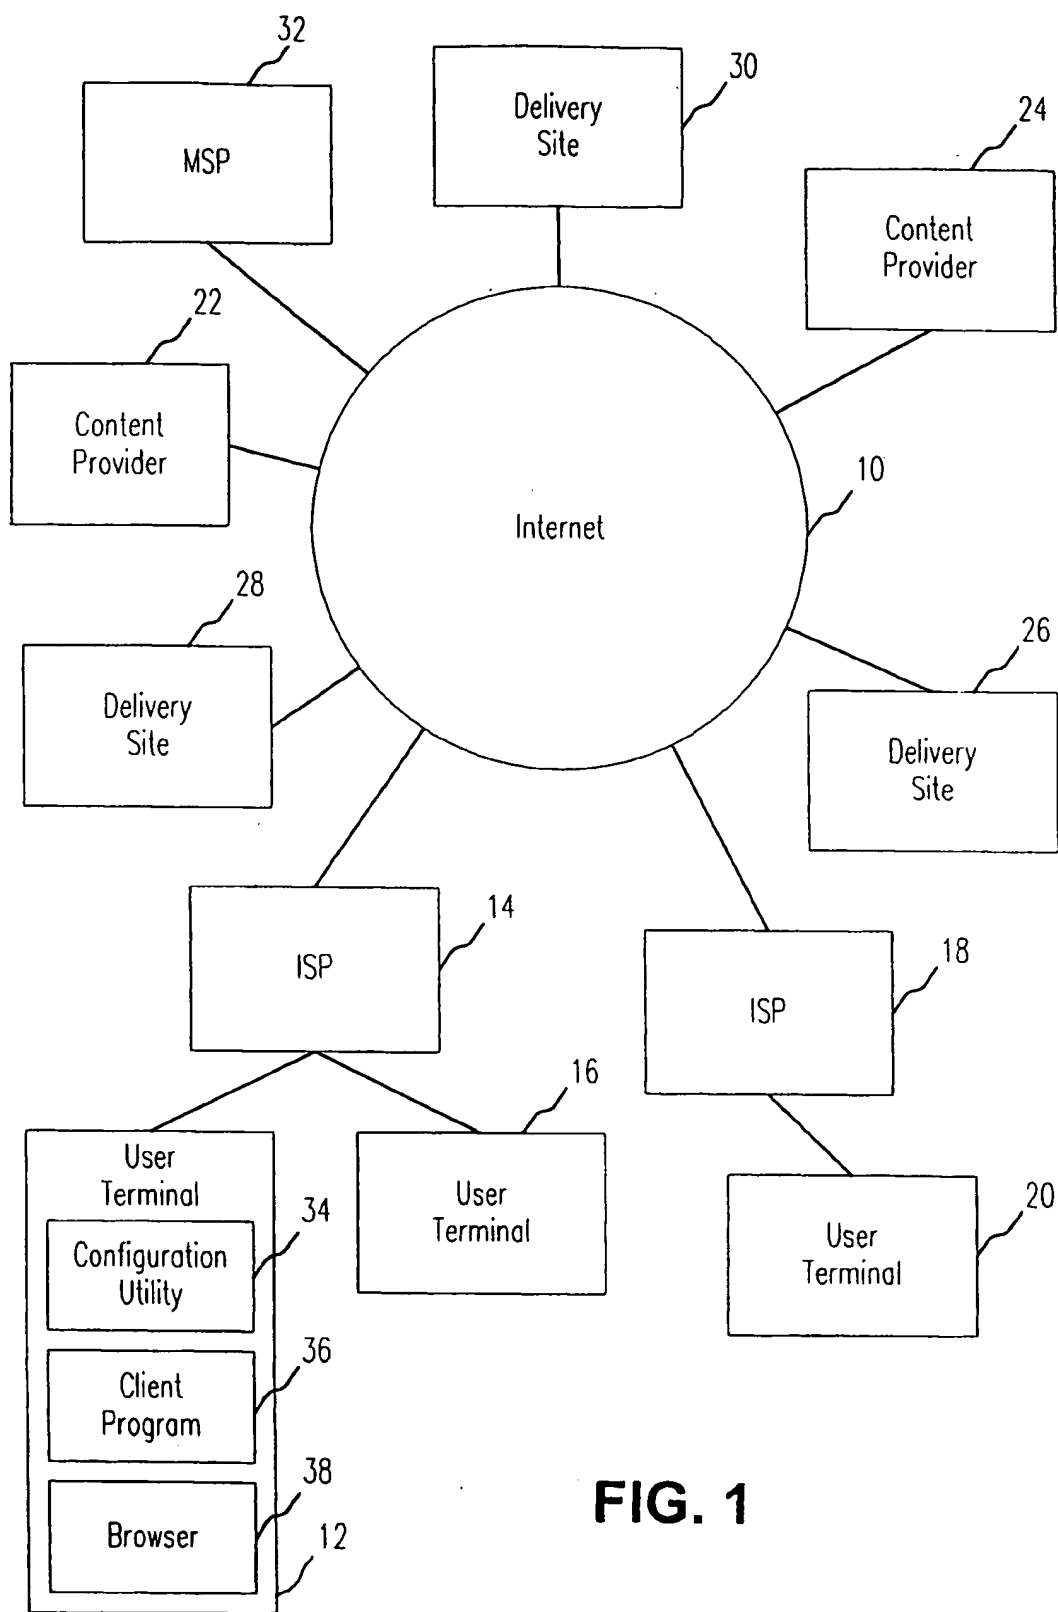 32
MSP
Delivery
Site
30
24
Content
Provider
22
Content
Provider
Internet
10
28
Delivery
Site
26
Delivery
Site
14
ISP
18
ISP
16
User
Terminal
34
Configuration
Utility
36
Client
Program
38
Browser
12
User
Terminal
20
User
Terminal
FIG. 1